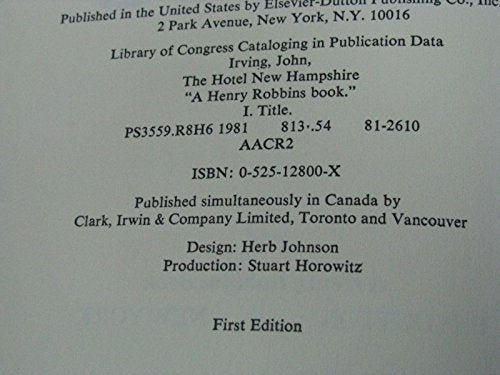 Published in the United States by Elsevier-Dutton Publishing Co., Inc.
2 Park Avenue, New York, N.Y. 10016
Library of Congress Cataloging in Publication Data
Irving, John,
The Hotel New Hampshire
“A Henry Robbins book.”
I. Title.
PS3559.R8H6 1981 813·.54 81-2610
AACR2
ISBN: 0-525-12800-X
Published simultaneously in Canada by
Clark, Irwin & Company Limited, Toronto and Vancouver
Design: Herb Johnson
Production: Stuart Horowitz
First Edition